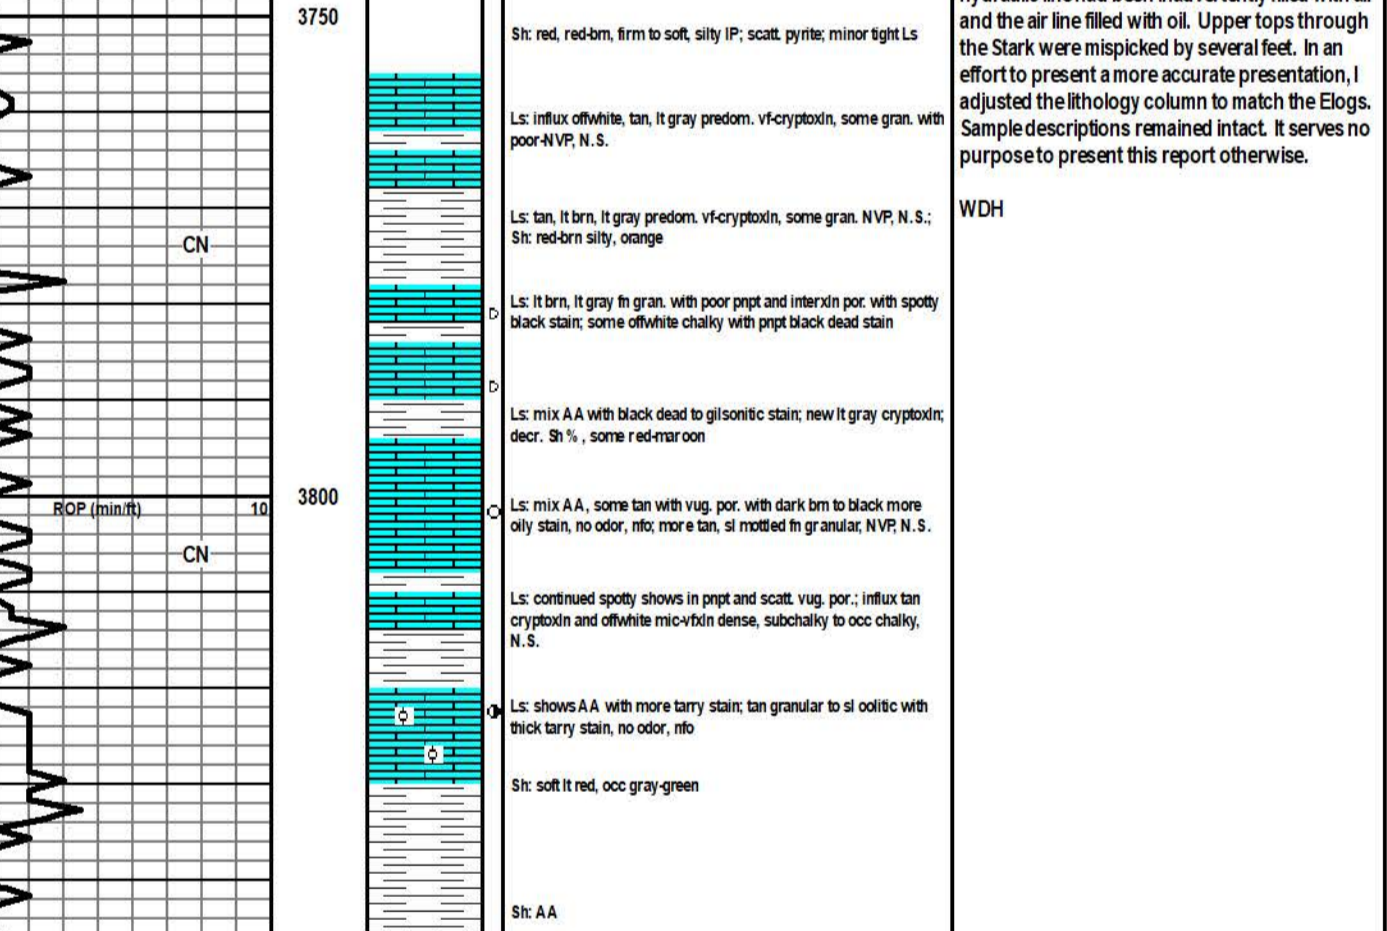 3750
Sh: red, red-brn, firm to soft, silty IP; scatt. pyrite; minor tight Ls
Ls: influx offwhite, tan, lt gray predom. vf-cryptoxln, some gran. with
poor-NVP, N.S.
Ls: tan, lt brn, lt gray predom. vf-cryptoxln, some gran. NVP, N.S.;
Sh: red-brn silty, orange
CN
Ls: lt brn, lt gray fn gran. with poor pnpt and interxln por. with spotty
black stain; some offwhite chalky with pnpt black dead stain
D
D
Ls: mix AA with black dead to gilsonitic stain; new lt gray cryptoxln;
decr. Sh % , some red-maroon
3800
ROP (min/ft) 10
Ls: mix AA, some tan with vug. por. with dark brn to black more
oily stain, no odor, nfo; more tan, sl mottled fn granular, NVP, N.S.
CN
Ls: continued spotty shows in pnpt and scatt. vug. por.; influx tan
cryptoxln and offwhite mic-vfxln dense, subchalky to occ chalky,
N.S.
Ls: shows AA with more tarry stain; tan granular to sl oolitic with
thick tarry stain, no odor, nfo
Sh: soft lt red, occ gray-green
Sh: AA
and the air line filled with oil. Upper tops through
the Stark were mispicked by several feet. In an
effort to present a more accurate presentation, I
adjusted the lithology column to match the Elogs.
Sample descriptions remained intact. It serves no
purpose to present this report otherwise.
WDH